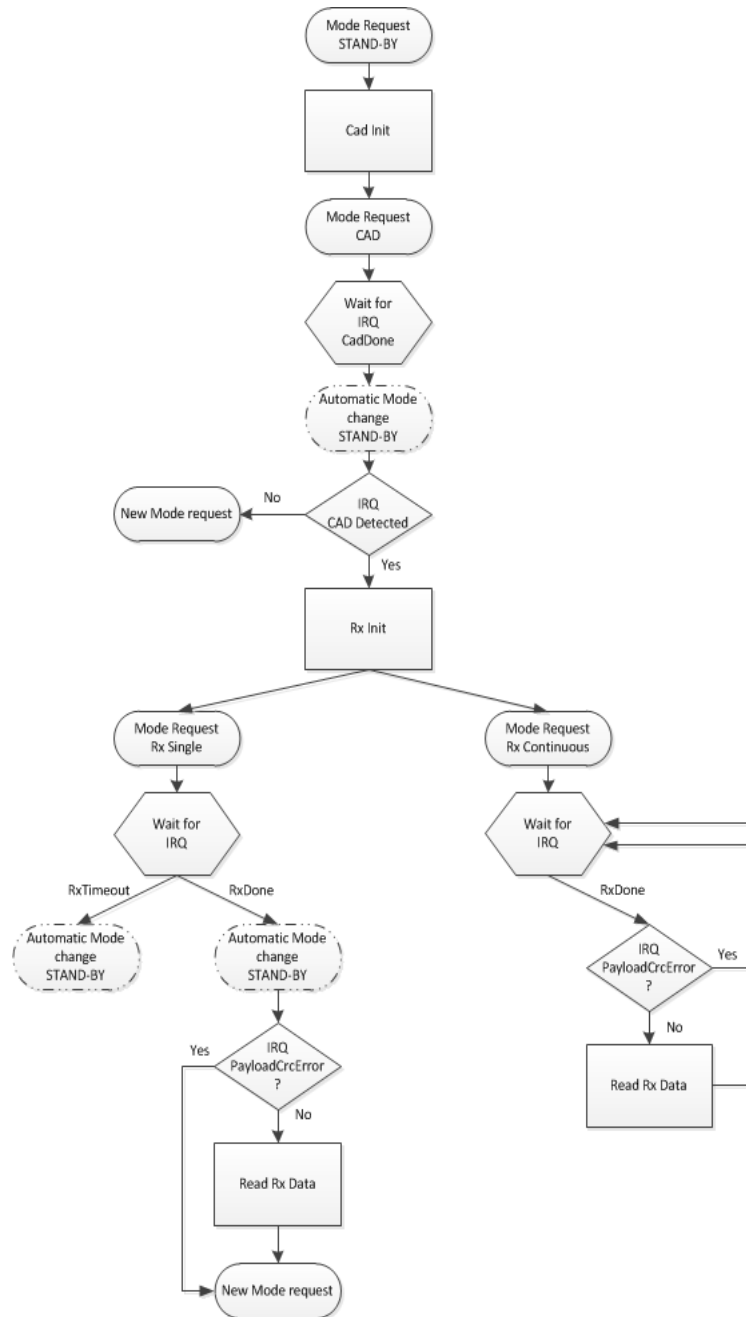 Mode Request
STAND-BY
Cad Init
Mode Request
CAD
Wait for
IRQ
CadDone
Automatic Mode
change
STAND-BY
IRQ
CAD Detected
No
New Mode request
Yes
Rx Init
Mode Request
Rx Single
Mode Request
Rx Continuous
Wait for
IRQ
Wait for
IRQ
RxTimeout
RxDone
RxDone
Automatic Mode
change
STAND-BY
Automatic Mode
change
STAND-BY
IRQ
PayloadCrcError
?
Yes
No
Read Rx Data
Yes
IRQ
PayloadCrcError
?
No
Read Rx Data
New Mode request